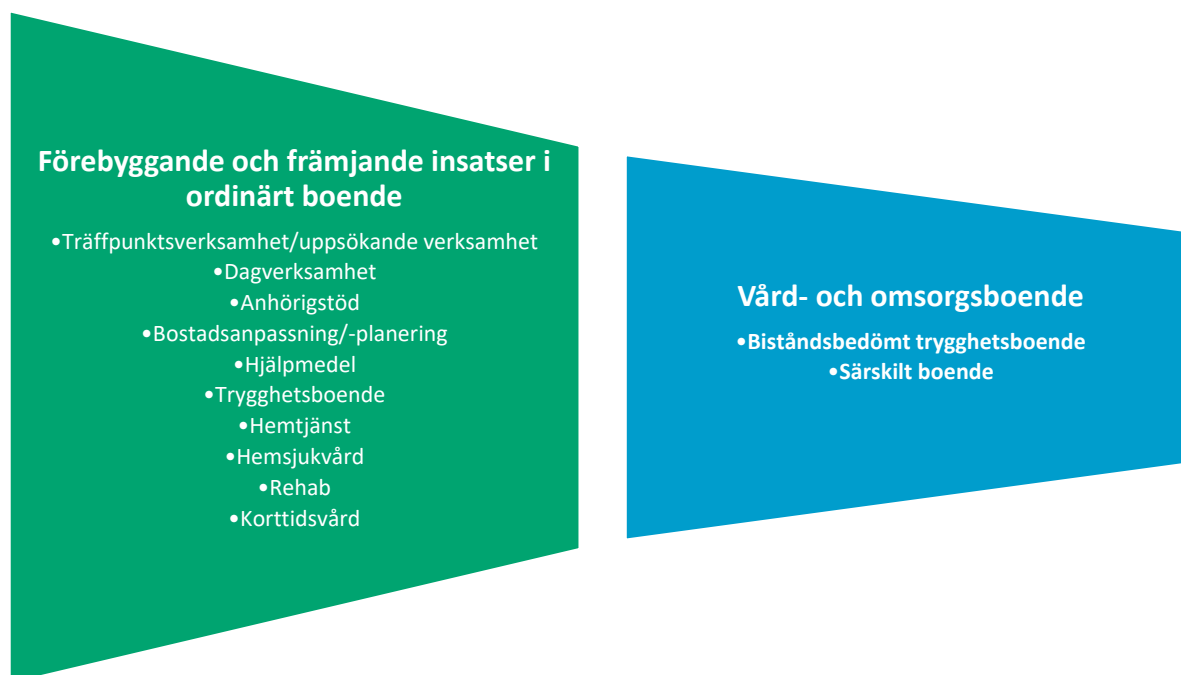 Förebyggande och främjande insatser i
ordinärt boende
•Träffpunktsverksamhet/uppsökande verksamhet
•Dagverksamhet
•Anhörigstöd
•Bostadsanpassning/-planering
•Hjälpmedel
•Trygghetsboende
•Hemtjänst
•Hemsjukvård
•Rehab
•Korttidsvård
Vård- och omsorgsboende
•Biståndsbedömt trygghetsboende
•Särskilt boende